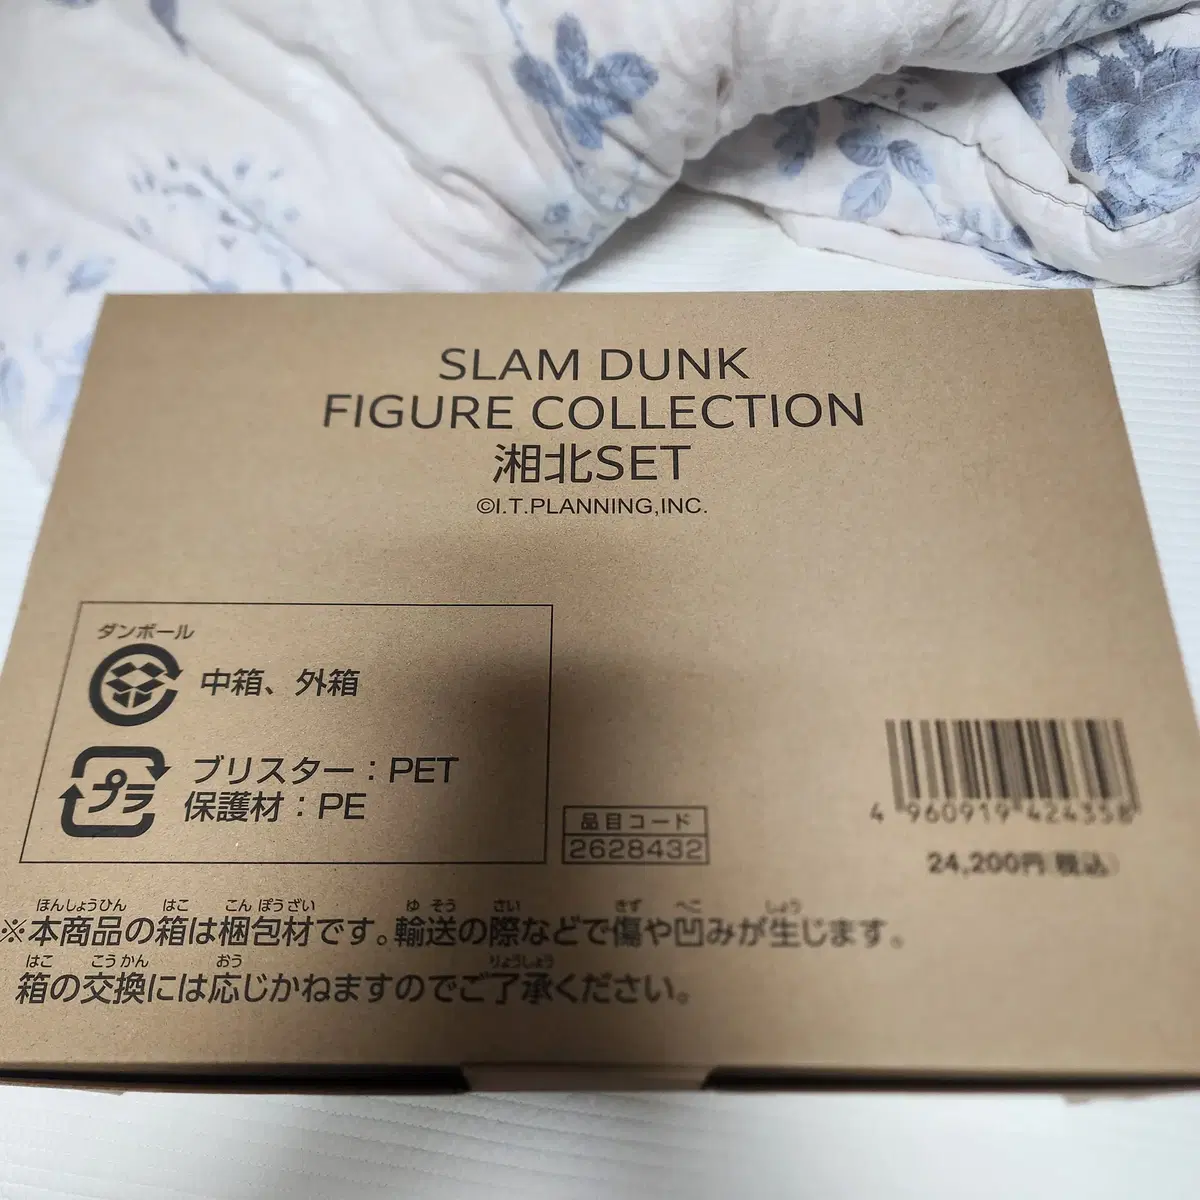 SLAM DUNK
FIGURE COLLECTION
湘北SET
©I.T.PLANNING,INC.
ダンボール
中箱、外箱
プラ
ブリスター：PET
保護材：PE
品目コード
2628432
4 960919 424358
24,200円(税込)
ほんしょうひん はこ こんぽうざい ゆそう さい きず へこ しょう
※本商品の箱は梱包材です。輸送の際などで傷や凹みが生じます。
はこ こうかん おう りょうしょう
箱の交換には応じかねますのでご了承ください。